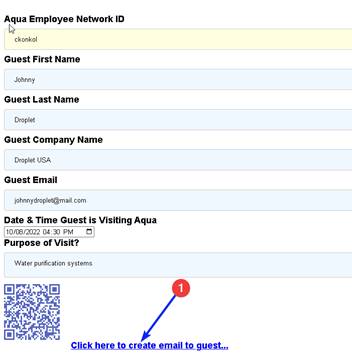 Aqua Employee Network ID
ckonkol
Guest First Name
Johnny
Guest Last Name
Droplet
Guest Company Name
Droplet USA
Guest Email
johnnydroplet@mail.com
Date & Time Guest is Visiting Aqua
10/08/2022 04:30 PM
Purpose of Visit?
Water purification systems
1
Click here to create email to guest...